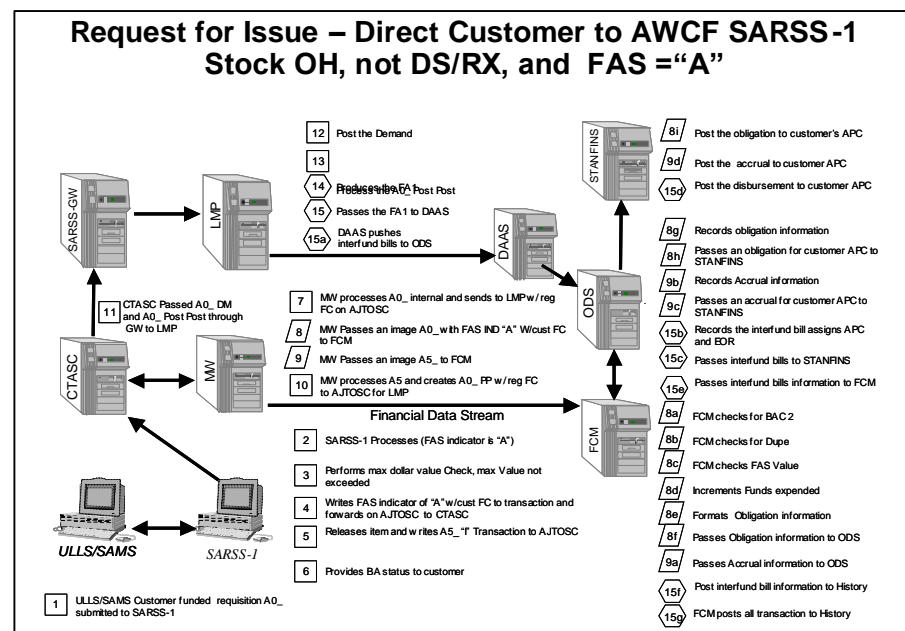 Request for Issue – Direct Customer to AWCF SARSS-1
Stock OH, not DS/RX, and FAS ="A"
SARSS-GW
LMP
12 Post the Demand
13 Process the A0_ Post Post
14 Produces the FA1
15 Passes the FA1 to DAAS
15a DAAS pushes
interfund bills to ODS
DAAS
STANFINS
8i Post the obligation to customer's APC
9d Post the accrual to customer APC
15d Post the disbursement to customer APC
11 CTASC Passed A0_ DM
and A0_ Post Post through
GW to LMP
CTASC
MW
7 MW processes A0_ internal and sends to LMP w/ reg
FC on AJTOSC
8 MW Passes an image A0_ with FAS IND "A" W/cust FC
to FCM
9 MW Passes an image A5_ to FCM
10 MW processes A5 and creates A0_ PP w/ reg FC
to AJTOSC for LMP
Financial Data Stream
ODS
8g Records obligation information
8h Passes an obligation for customer APC to
STANFINS
9b Records Accrual information
9c Passes an accrual for customer APC to
STANFINS
15b Records the interfund bill assigns APC
and EOR
15c Passes interfund bills to STANFINS
15e Passes interfund bills information to FCM
FCM
8a FCM checks for BAC 2
8b FCM checks for Dupe
8c FCM checks FAS Value
8d Increments Funds expended
8e Formats Obligation information
8f Passes Obligation information to ODS
9a Passes Accrual information to ODS
15f Post interfund bill information to History
15g FCM posts all transaction to History
2 SARSS-1 Processes (FAS indicator is "A")
3 Performs max dollar value Check, max Value not
exceeded
4 Writes FAS indicator of "A" w/cust FC to transaction and
forwards on AJTOSC to CTASC
5 Releases item and writes A5_ "I" Transaction to AJTOSC
6 Provides BA status to customer
ULLS/SAMS
SARSS-1
1 ULLS/SAMS Customer funded requisition A0_
submitted to SARSS-1